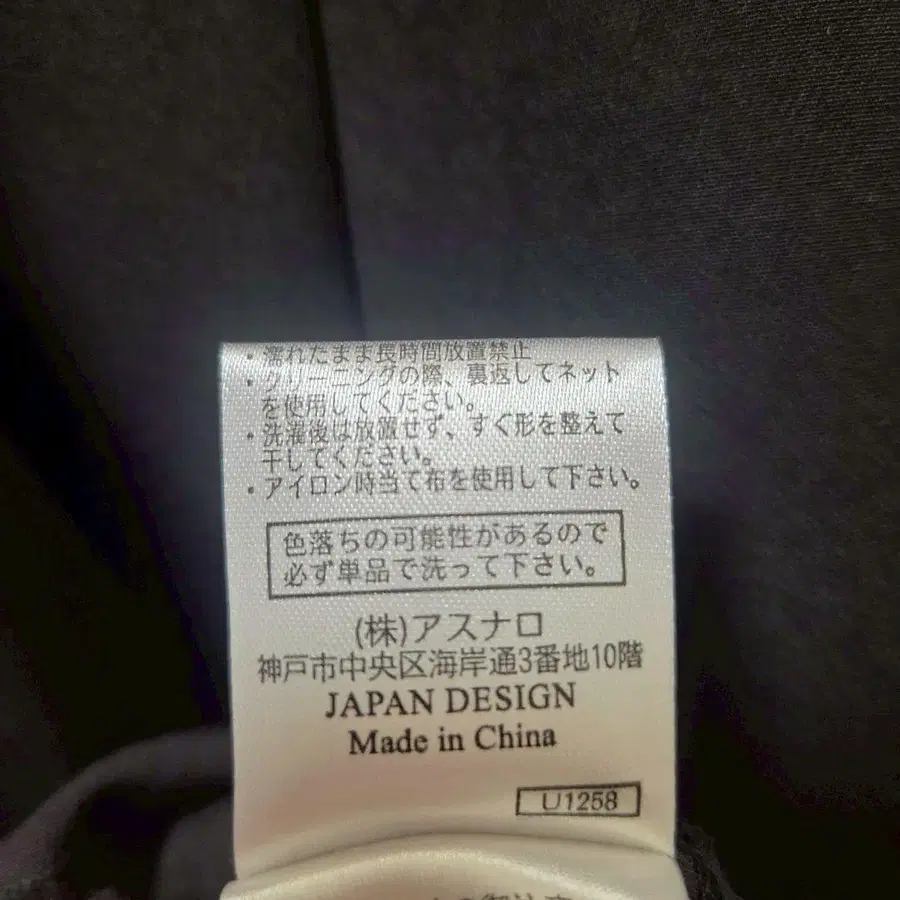 ・濡れたまま長時間放置禁止
・クリーニングの際、裏返してネット
を使用してください。
・洗濯後は放置せず、すぐ形を整えて
干してください。
・アイロン時当て布を使用して下さい。
色落ちの可能性があるので
必ず単品で洗って下さい。
(株)アスナロ
神戸市中央区海岸通3番地10階
JAPAN DESIGN
Made in China
U1258